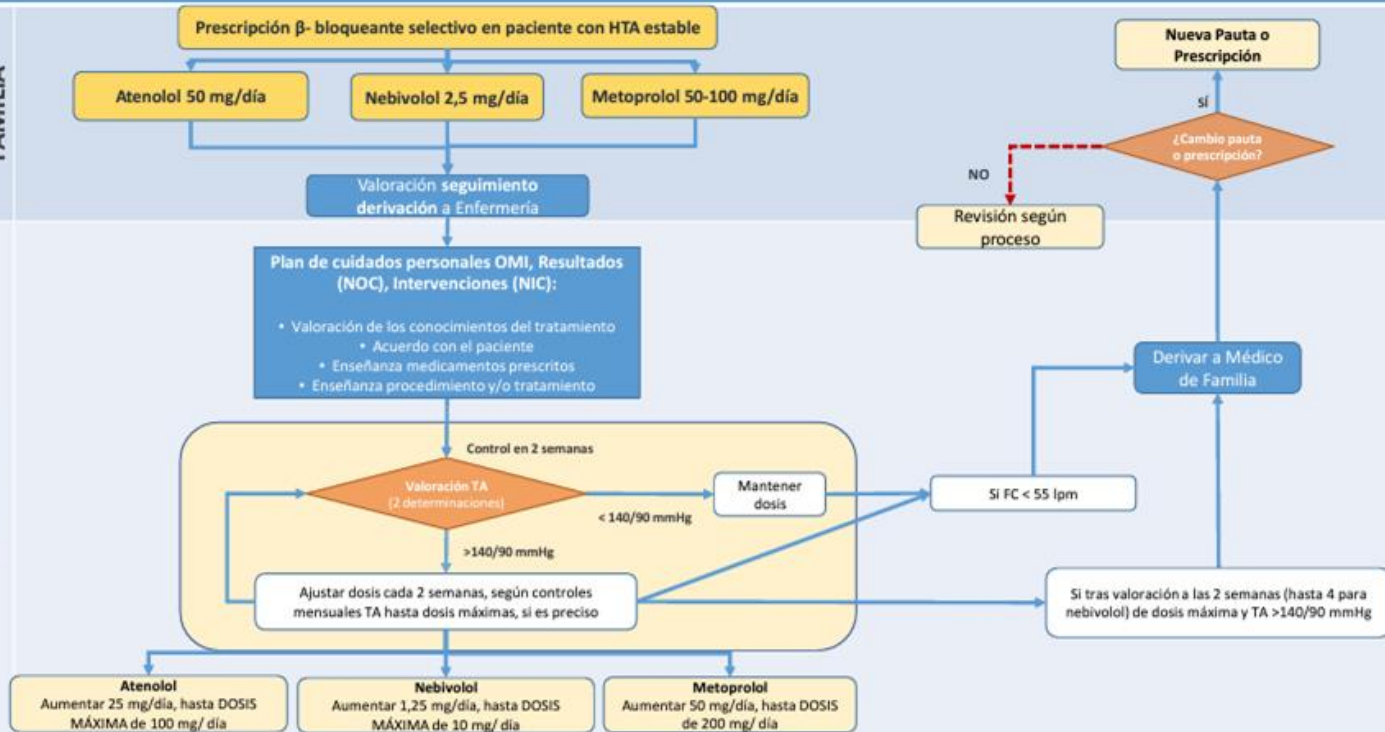 FAMILIA
Prescripción β- bloqueante selectivo en paciente con HTA estable
Atenolol 50 mg/día
Nebivolol 2,5 mg/día
Metoprolol 50-100 mg/día
Valoración seguimiento
derivación a Enfermería
Nueva Pauta o
Prescripción
SÍ
¿Cambio pauta
o prescripción?
NO
Revisión según
proceso
Plan de cuidados personales OMI, Resultados
(NOC), Intervenciones (NIC):
• Valoración de los conocimientos del tratamiento
• Acuerdo con el paciente
• Enseñanza medicamentos prescritos
• Enseñanza procedimiento y/o tratamiento
Derivar a Médico
de Familia
Control en 2 semanas
Valoración TA
(2 determinaciones)
Mantener
dosis
< 140/90 mmHg
Si FC < 55 lpm
>140/90 mmHg
Ajustar dosis cada 2 semanas, según controles
mensuales TA hasta dosis máximas, si es preciso
Si tras valoración a las 2 semanas (hasta 4 para
nebivolol) de dosis máxima y TA >140/90 mmHg
Atenolol
Aumentar 25 mg/día, hasta DOSIS
MÁXIMA de 100 mg/ día
Nebivolol
Aumentar 1,25 mg/día, hasta DOSIS
MÁXIMA de 10 mg/ día
Metoprolol
Aumentar 50 mg/día, hasta DOSIS
de 200 mg/ día